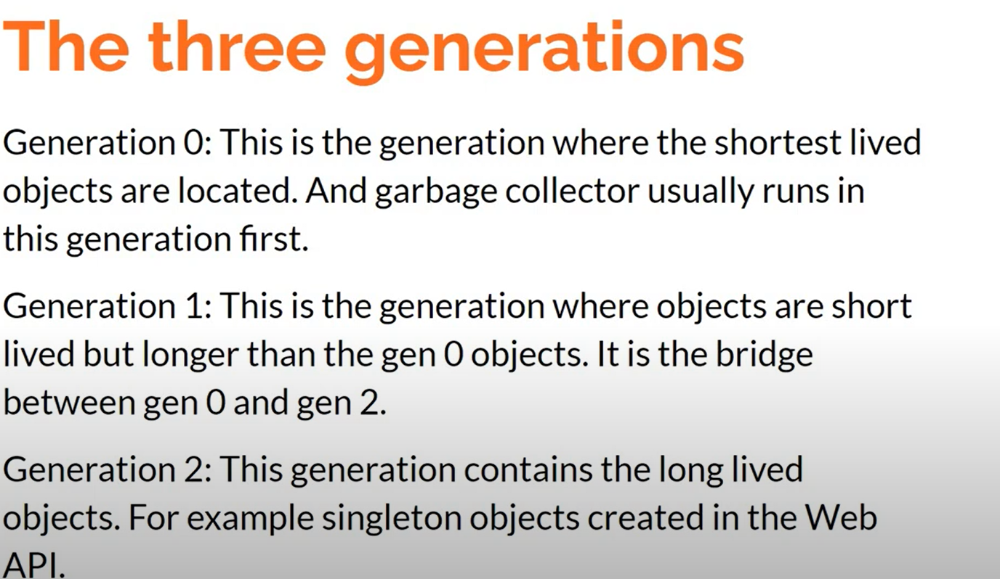 The three generations
Generation 0: This is the generation where the shortest lived
objects are located. And garbage collector usually runs in
this generation first.
Generation 1: This is the generation where objects are short
lived but longer than the gen 0 objects. It is the bridge
between gen 0 and gen 2.
Generation 2: This generation contains the long lived
objects. For example singleton objects created in the Web
API.